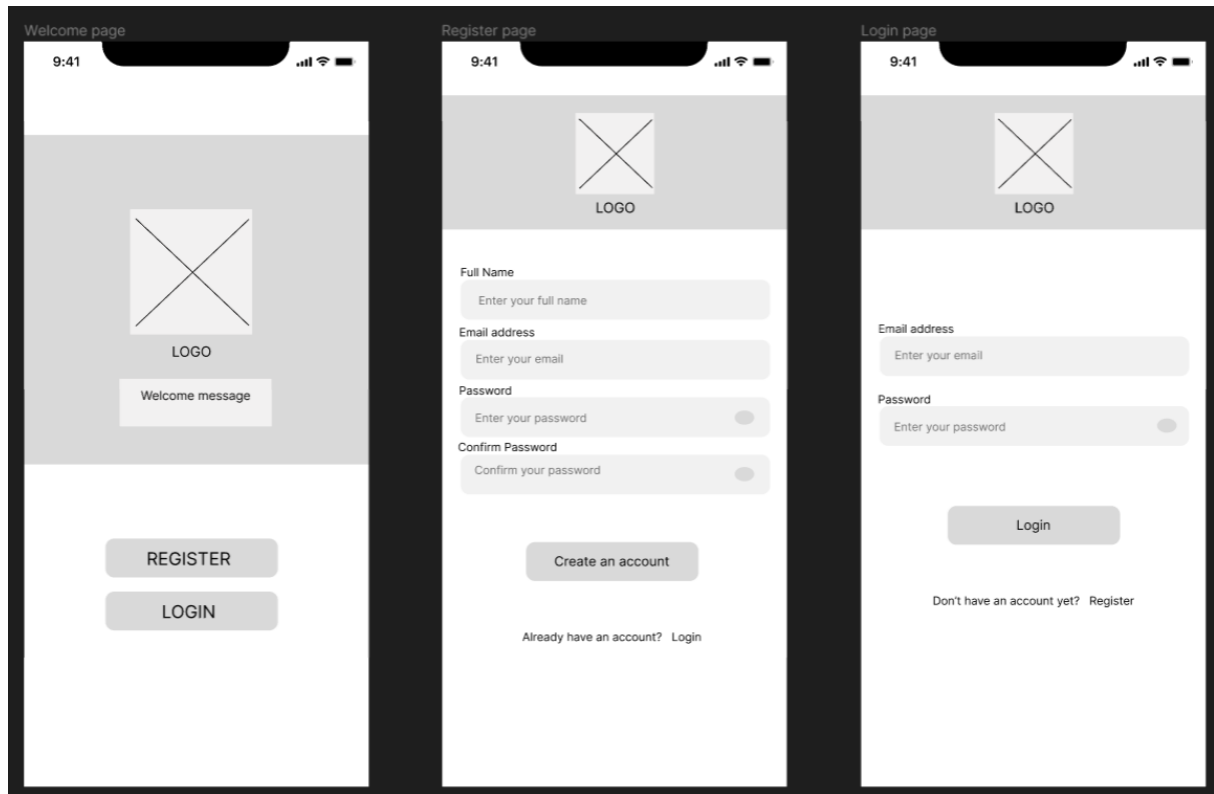 Welcome page
9:41
LOGO
Welcome message
REGISTER
LOGIN
Register page
9:41
LOGO
Full Name
Enter your full name
Email address
Enter your email
Password
Enter your password
Confirm Password
Confirm your password
Create an account
Already have an account? Login
Login page
9:41
LOGO
Email address
Enter your email
Password
Enter your password
Login
Don't have an account yet? Register